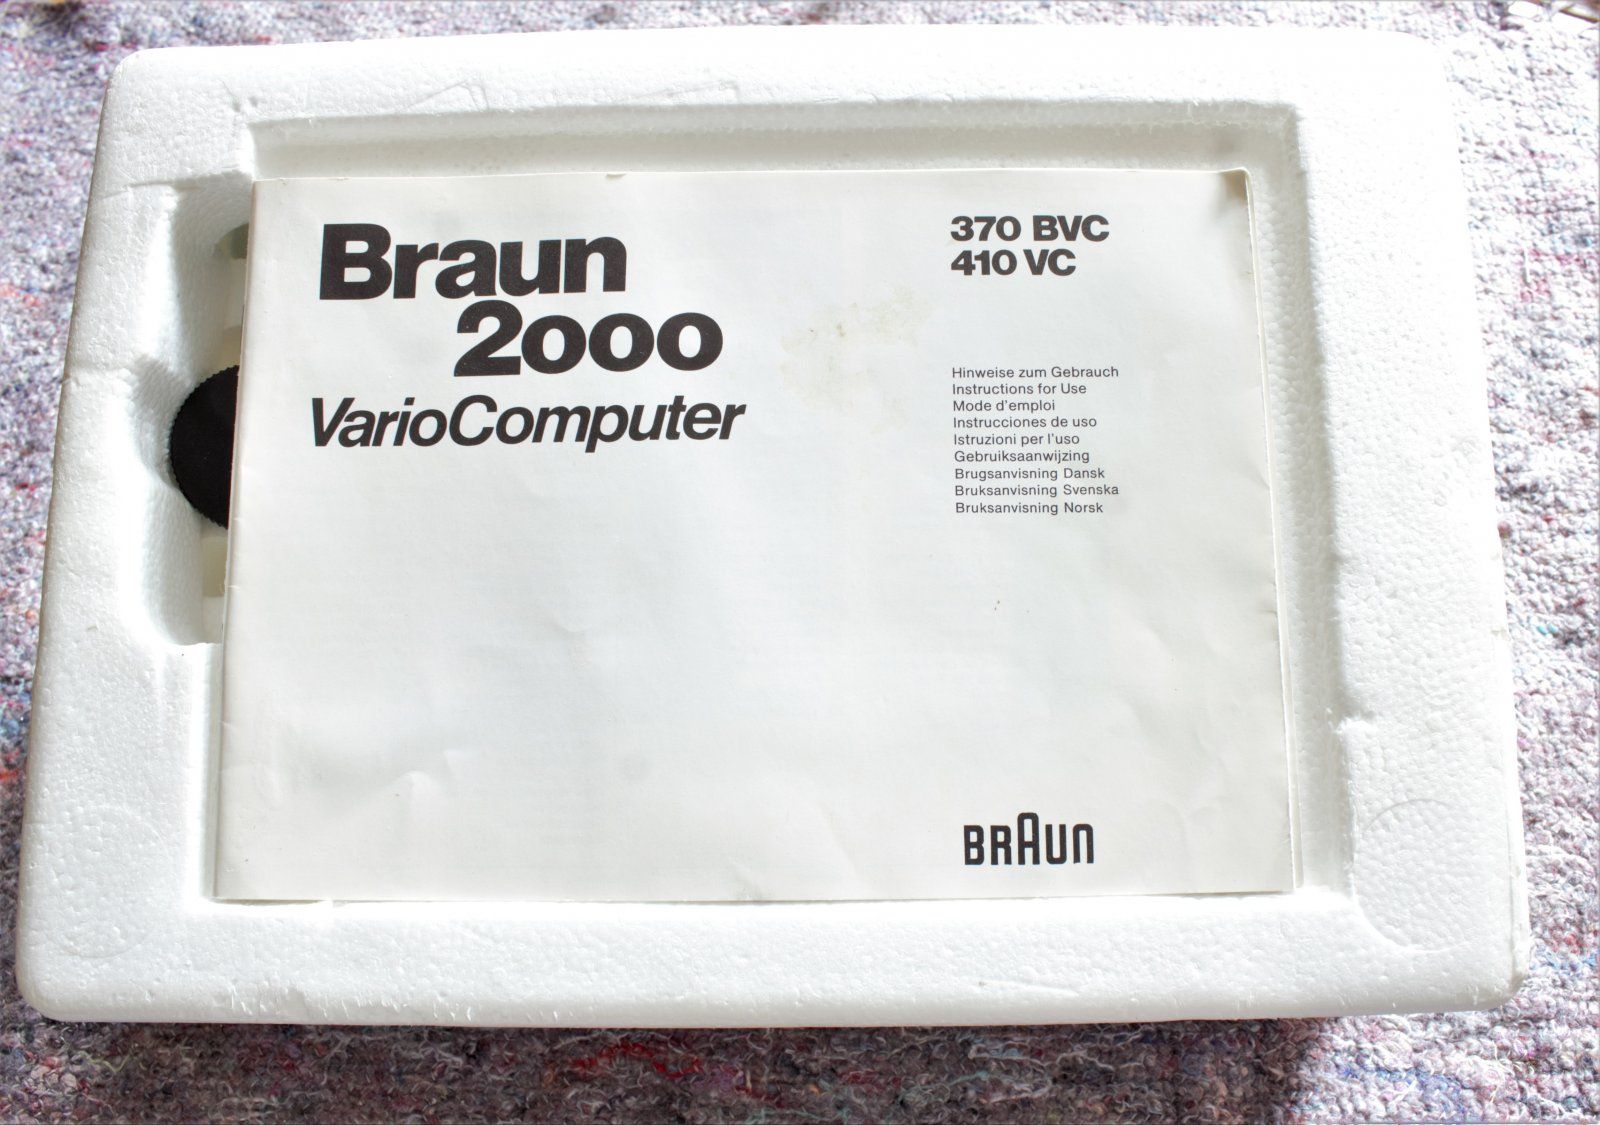 Braun
2000
VarioComputer
370 BVC
410 VC
Hinweise zum Gebrauch
Instructions for Use
Mode d'emploi
Instrucciones de uso
Istruzioni per l'uso
Gebruiksaanwijzing
Brugsanvisning Dansk
Bruksanvisning Svenska
Bruksanvisning Norsk
BRAUN